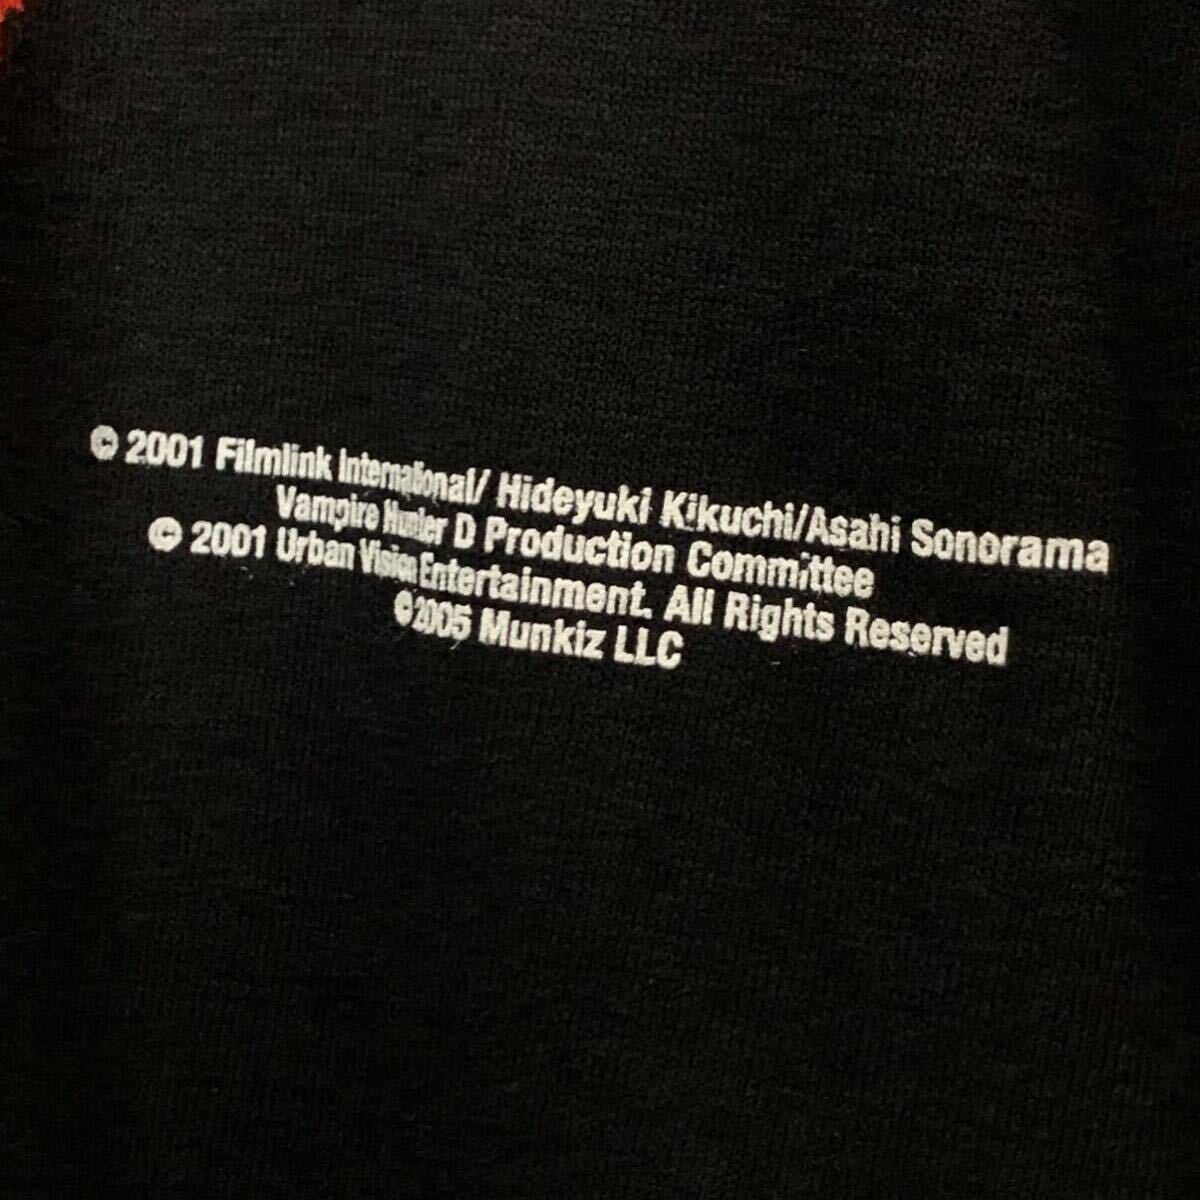 © 2001 Filmlink International/ Hideyuki Kikuchi/Asahi Sonorama
Vampire Hunter D Production Committee
© 2001 Urban Vision Entertainment. All Rights Reserved
©2005 Munkiz LLC